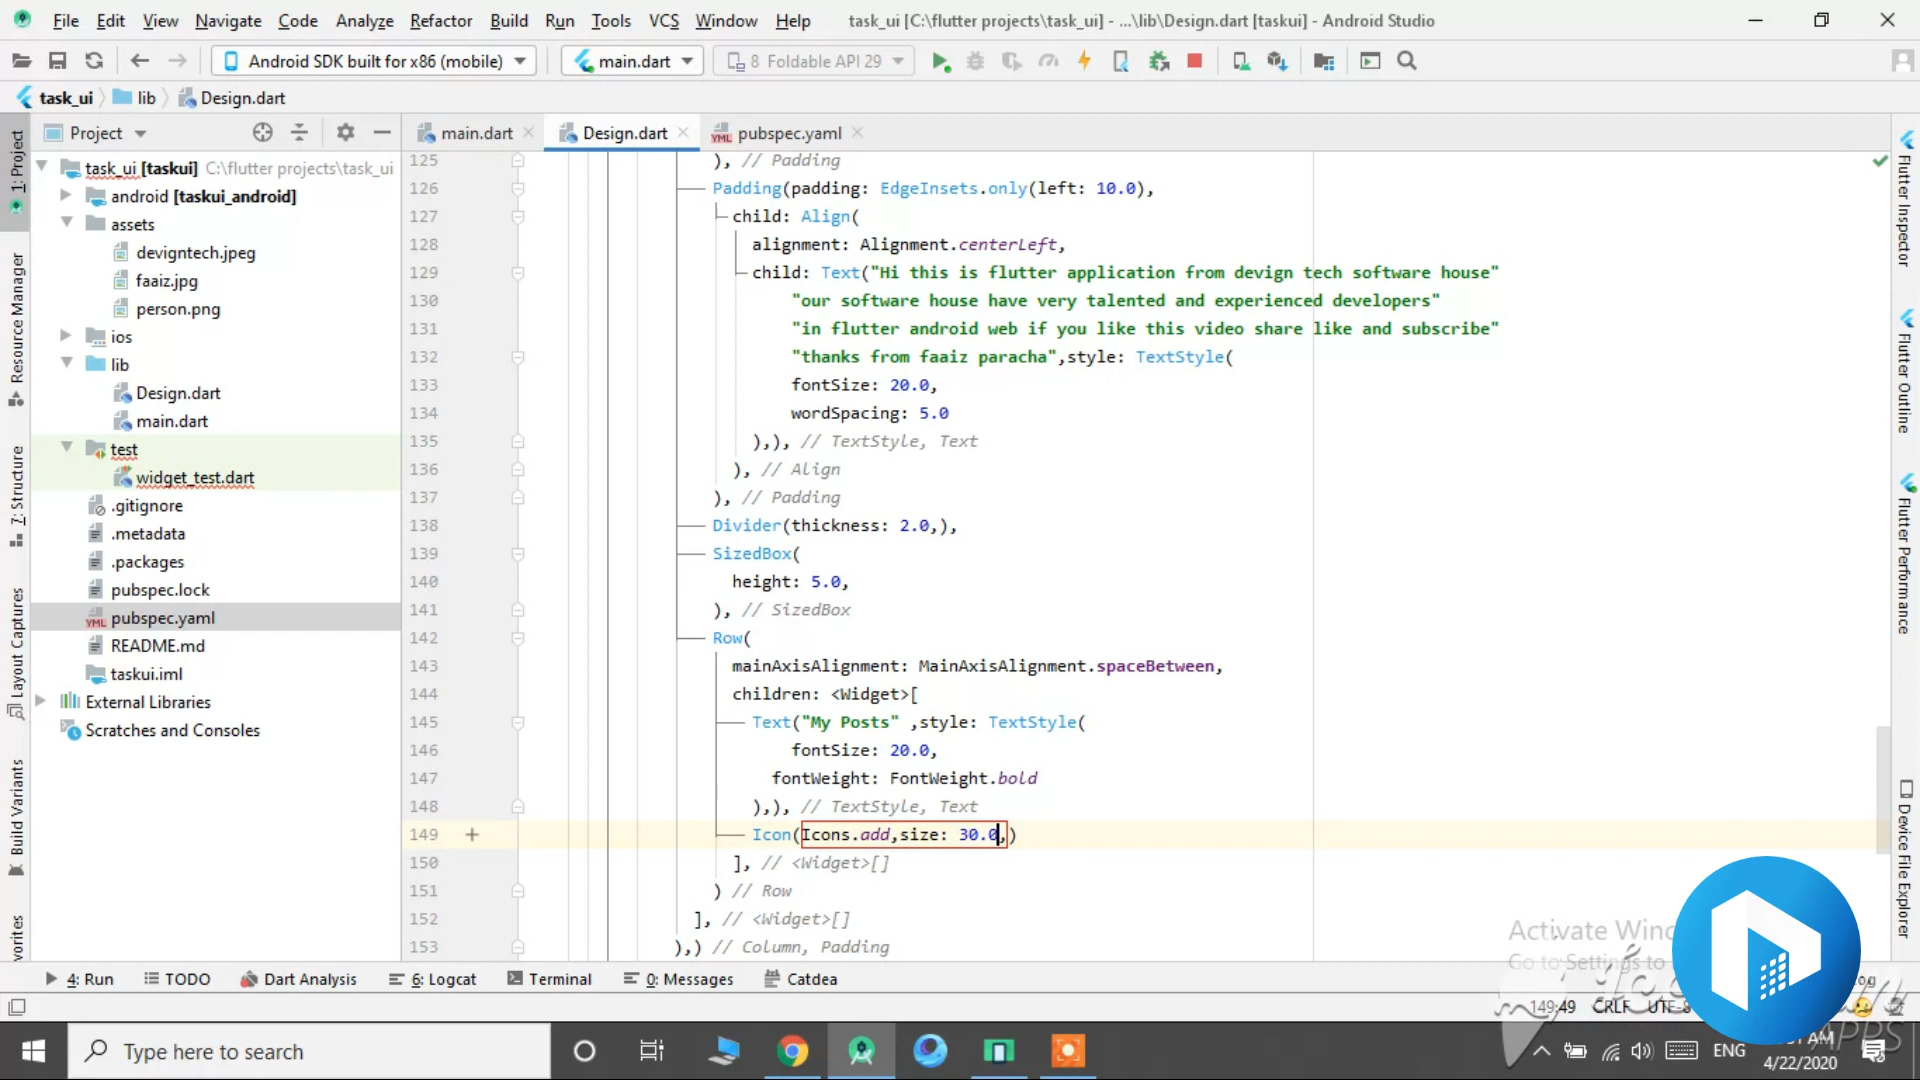 File Edit View Navigate Code Analyze Refactor Build Run Tools VCS Window Help task_ui [C:\flutter projects\task_ui] - ...\lib\Design.dart [taskui] - Android Studio
Android SDK built for x86 (mobile) main.dart 8 Foldable API 29
task_ui lib Design.dart
Project main.dart Design.dart pubspec.yaml
1: Project
Resource Manager
7: Structure
Layout Captures
Build Variants
task_ui [taskui] C:\flutter projects\task_ui
android [taskui_android]
assets
devigntech.jpeg
faaiz.jpg
person.png
ios
lib
Design.dart
main.dart
test
widget_test.dart
.gitignore
.metadata
.packages
pubspec.lock
YML pubspec.yaml
README.md
taskui.iml
External Libraries
Scratches and Consoles
125 ), // Padding
126 Padding(padding: EdgeInsets.only(left: 10.0),
127 child: Align(
128 alignment: Alignment.centerLeft,
129 child: Text("Hi this is flutter application from devign tech software house"
130 "our software house have very talented and experienced developers"
131 "in flutter android web if you like this video share like and subscribe"
132 "thanks from faaiz paracha",style: TextStyle(
133 fontSize: 20.0,
134 wordSpacing: 5.0
135 ),), // TextStyle, Text
136 ), // Align
137 ), // Padding
138 Divider(thickness: 2.0,),
139 SizedBox(
140 height: 5.0,
141 ), // SizedBox
142 Row(
143 mainAxisAlignment: MainAxisAlignment.spaceBetween,
144 children: <Widget>[
145 Text("My Posts" ,style: TextStyle(
146 fontSize: 20.0,
147 fontWeight: FontWeight.bold
148 ),), // TextStyle, Text
149 Icon(Icons.add,size: 30.0,)
150 ], // <Widget>[]
151 ) // Row
152 ], // <Widget>[]
153 ),) // Column, Padding
Flutter Inspector
Flutter Outline
Flutter Performance
Device File Explorer
Activate
Go to Settings to
4: Run TODO Dart Analysis 6: Logcat Terminal 0: Messages Catdea
149:49 CRLF
APPS
Type here to search
ENG AM
4/22/2020